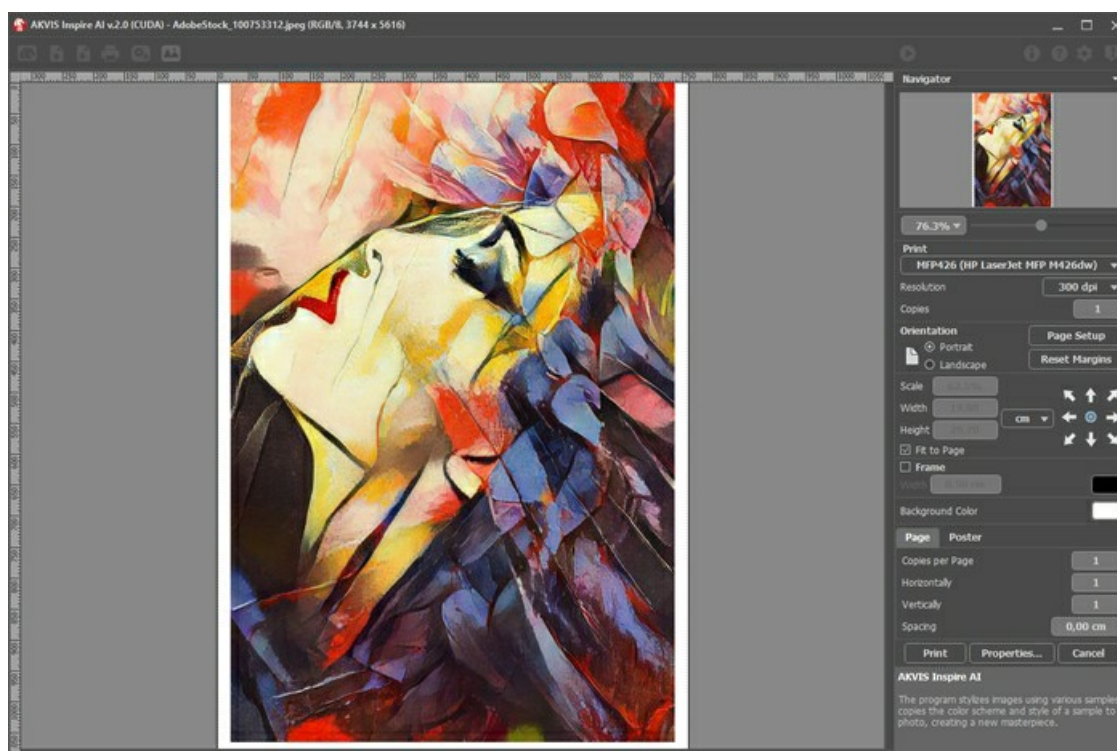 AKVIS Inspire AI v.2.0 (CUDA) - AdobeStock_100753312.jpeg (RGB/8, 3744 x 5616)
Navigator
76.3%
Print
MFP426 (HP LaserJet MFP M426dw)
Resolution 300 dpi
Copies 1
Orientation Page Setup
Portrait
Landscape Reset Margins
Scale
Width
cm
Height
Fit to Page
Frame
Width
Background Color
Page Poster
Copies per Page 1
Horizontally 1
Vertically 1
Spacing 0,00 cm
Print Properties... Cancel
AKVIS Inspire AI
The program stylizes images using various samples
copies the color scheme and style of a sample to
photo, creating a new masterpiece.